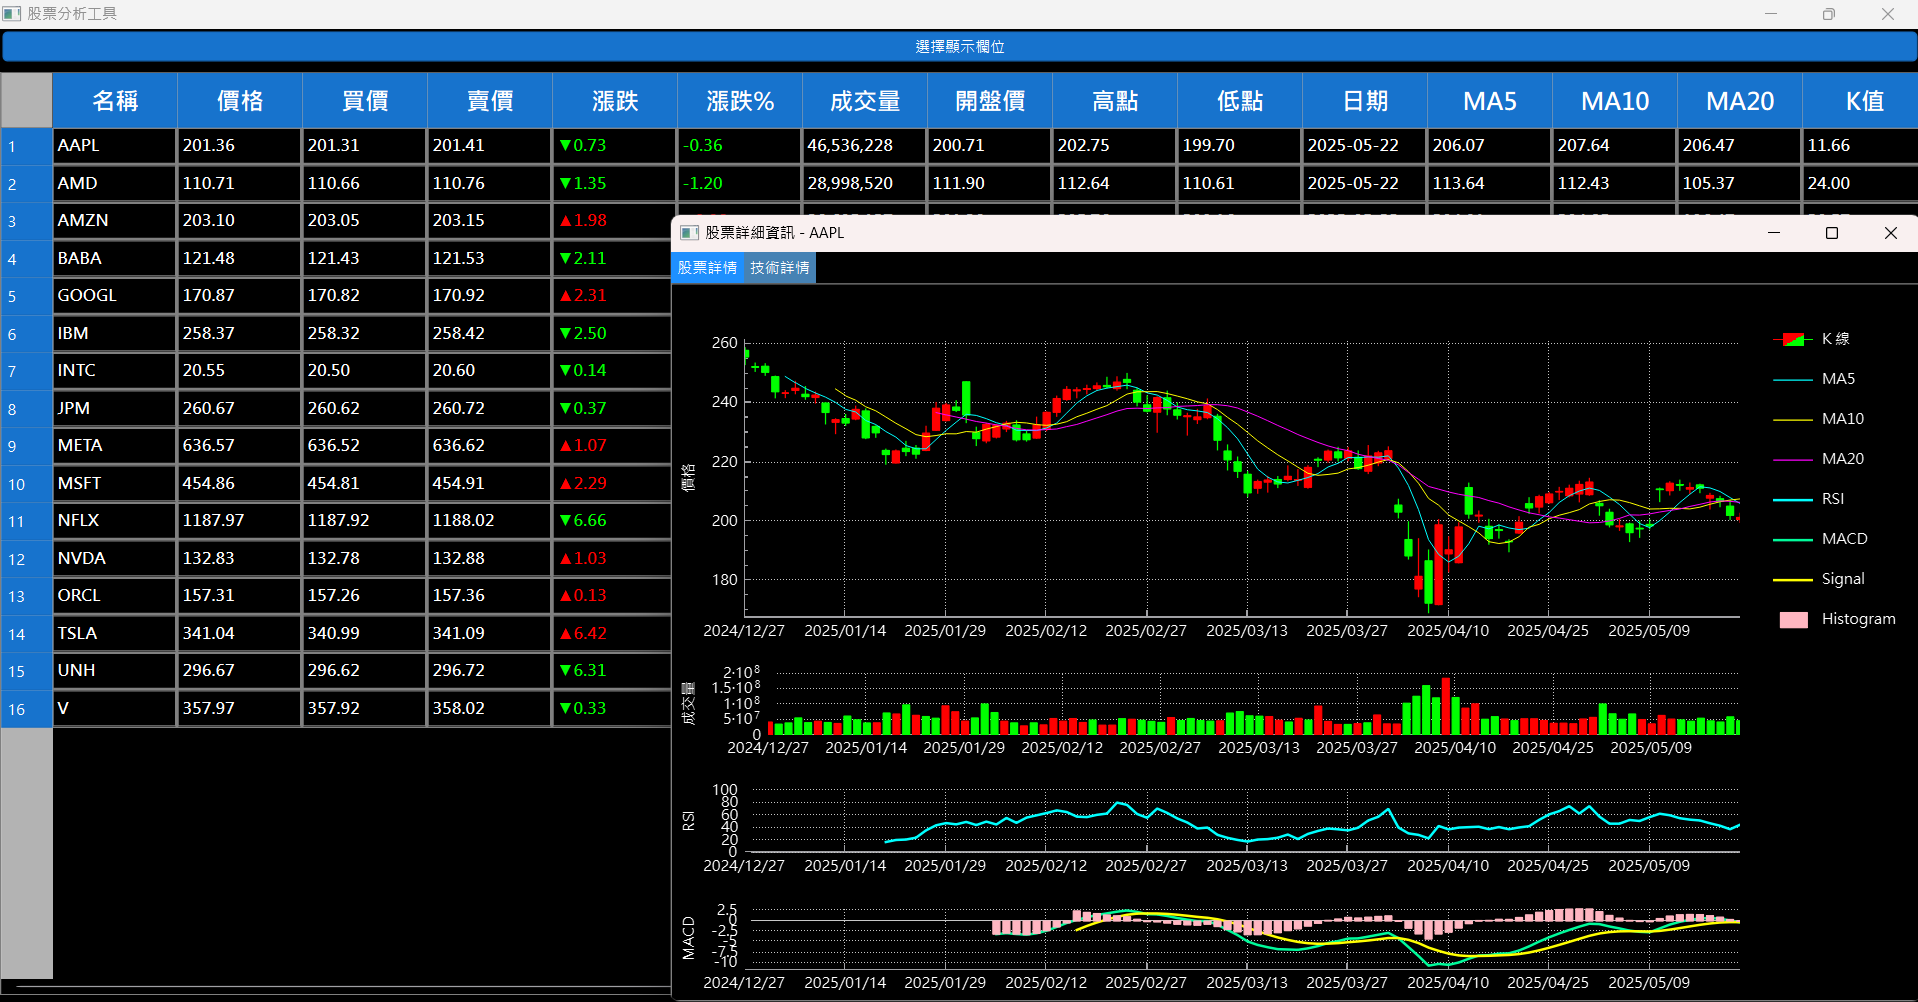 股票分析工具
選擇顯示欄位
名稱 價格 買價 賣價 漲跌 漲跌% 成交量 開盤價 高點 低點 日期 MA5 MA10 MA20 K值
1 AAPL 201.36 201.31 201.41 ▼0.73 -0.36 46,536,228 200.71 202.75 199.70 2025-05-22 206.07 207.64 206.47 11.66
2 AMD 110.71 110.66 110.76 ▼1.35 -1.20 28,998,520 111.90 112.64 110.61 2025-05-22 113.64 112.43 105.37 24.00
3 AMZN 203.10 203.05 203.15 ▲1.98
4 BABA 121.48 121.43 121.53 ▼2.11
5 GOOGL 170.87 170.82 170.92 ▲2.31
6 IBM 258.37 258.32 258.42 ▼2.50
7 INTC 20.55 20.50 20.60 ▼0.14
8 JPM 260.67 260.62 260.72 ▼0.37
9 META 636.57 636.52 636.62 ▲1.07
10 MSFT 454.86 454.81 454.91 ▲2.29
11 NFLX 1187.97 1187.92 1188.02 ▼6.66
12 NVDA 132.83 132.78 132.88 ▲1.03
13 ORCL 157.31 157.26 157.36 ▲0.13
14 TSLA 341.04 340.99 341.09 ▲6.42
15 UNH 296.67 296.62 296.72 ▼6.31
16 V 357.97 357.92 358.02 ▼0.33
股票詳細資訊 - AAPL
股票詳情 技術詳情
價格
260
240
220
200
180
2024/12/27 2025/01/14 2025/01/29 2025/02/12 2025/02/27 2025/03/13 2025/03/27 2025/04/10 2025/04/25 2025/05/09
K 線
MA5
MA10
MA20
RSI
MACD
Signal
Histogram
成交量
2·10⁸
1.5·10⁸
1·10⁸
5·10⁷
0
2024/12/27 2025/01/14 2025/01/29 2025/02/12 2025/02/27 2025/03/13 2025/03/27 2025/04/10 2025/04/25 2025/05/09
RSI
100
80
60
40
20
0
2024/12/27 2025/01/14 2025/01/29 2025/02/12 2025/02/27 2025/03/13 2025/03/27 2025/04/10 2025/04/25 2025/05/09
MACD
2.5
0
-2.5
-5
-7.5
-10
2024/12/27 2025/01/14 2025/01/29 2025/02/12 2025/02/27 2025/03/13 2025/03/27 2025/04/10 2025/04/25 2025/05/09